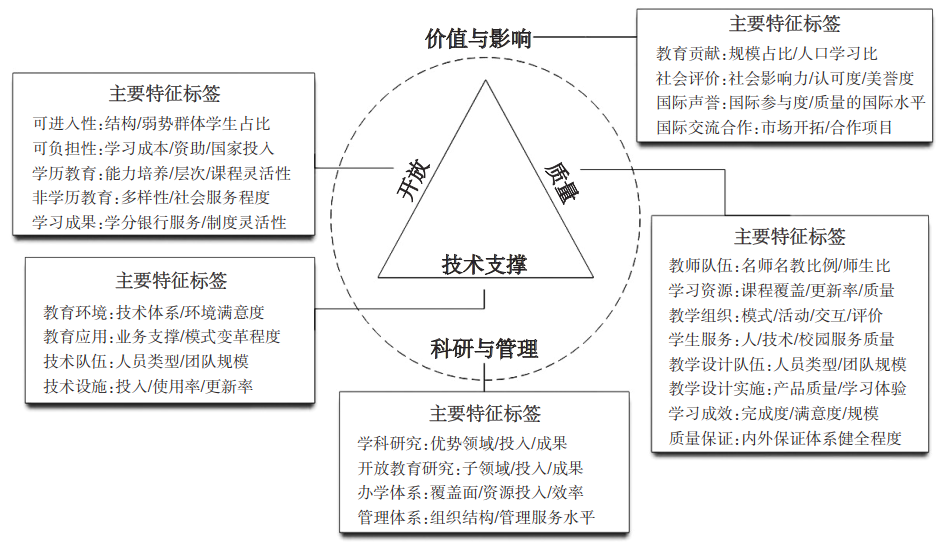 价值与影响
主要特征标签
教育贡献:规模占比/人口学习比
社会评价:社会影响力/认可度/美誉度
国际声誉:国际参与度/质量的国际水平
国际交流合作:市场开拓/合作项目
主要特征标签
可进入性:结构/弱势群体学生占比
可负担性:学习成本/资助/国家投入
学历教育:能力培养/层次/课程灵活性
非学历教育:多样性/社会服务程度
学习成果:学分银行服务/制度灵活性
开放
质量
技术支撑
主要特征标签
教师队伍:名师名教比例/师生比
学习资源:课程覆盖/更新率/质量
教学组织:模式/活动/交互/评价
学生服务:人/技术/校园服务质量
教学设计队伍:人员类型/团队规模
教学设计实施:产品质量/学习体验
学习成效:完成度/满意度/规模
质量保证:内外保证体系健全程度
主要特征标签
教育环境:技术体系/环境满意度
教育应用:业务支撑/模式变革程度
技术队伍:人员类型/团队规模
技术设施:投入/使用率/更新率
科研与管理
主要特征标签
学科研究:优势领域/投入/成果
开放教育研究:子领域/投入/成果
办学体系:覆盖面/资源投入/效率
管理体系:组织结构/管理服务水平